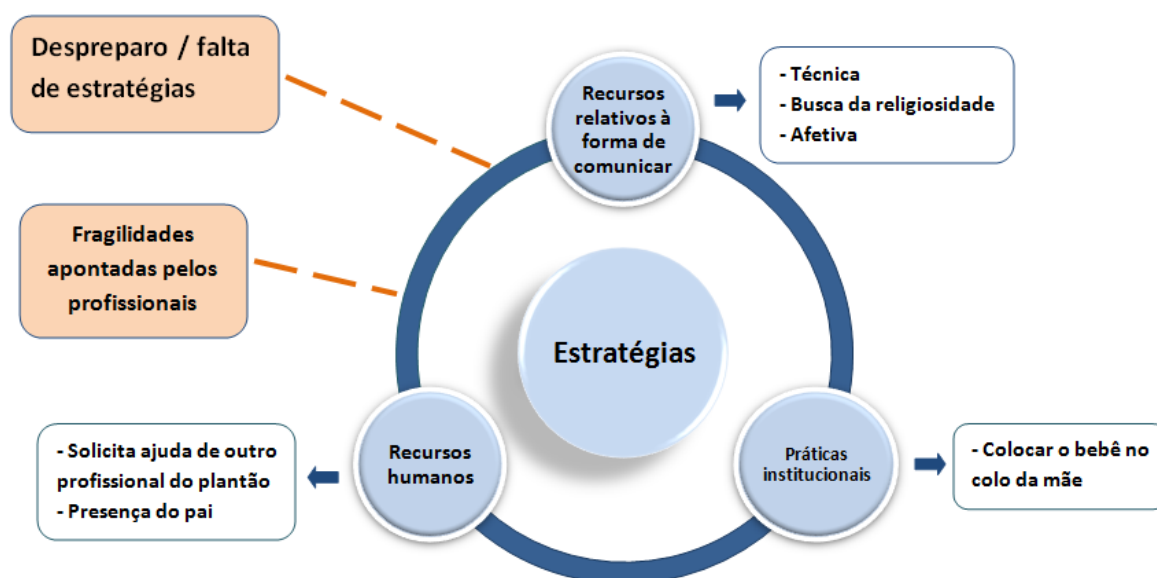 Despreparo / falta
de estratégias
Recursos
relativos à
forma de
comunicar
- Técnica
- Busca da religiosidade
- Afetiva
Fragilidades
apontadas pelos
profissionais
Estratégias
- Solicita ajuda de outro
profissional do plantão
- Presença do pai
Recursos
humanos
Práticas
institucionais
- Colocar o bebê no
colo da mãe